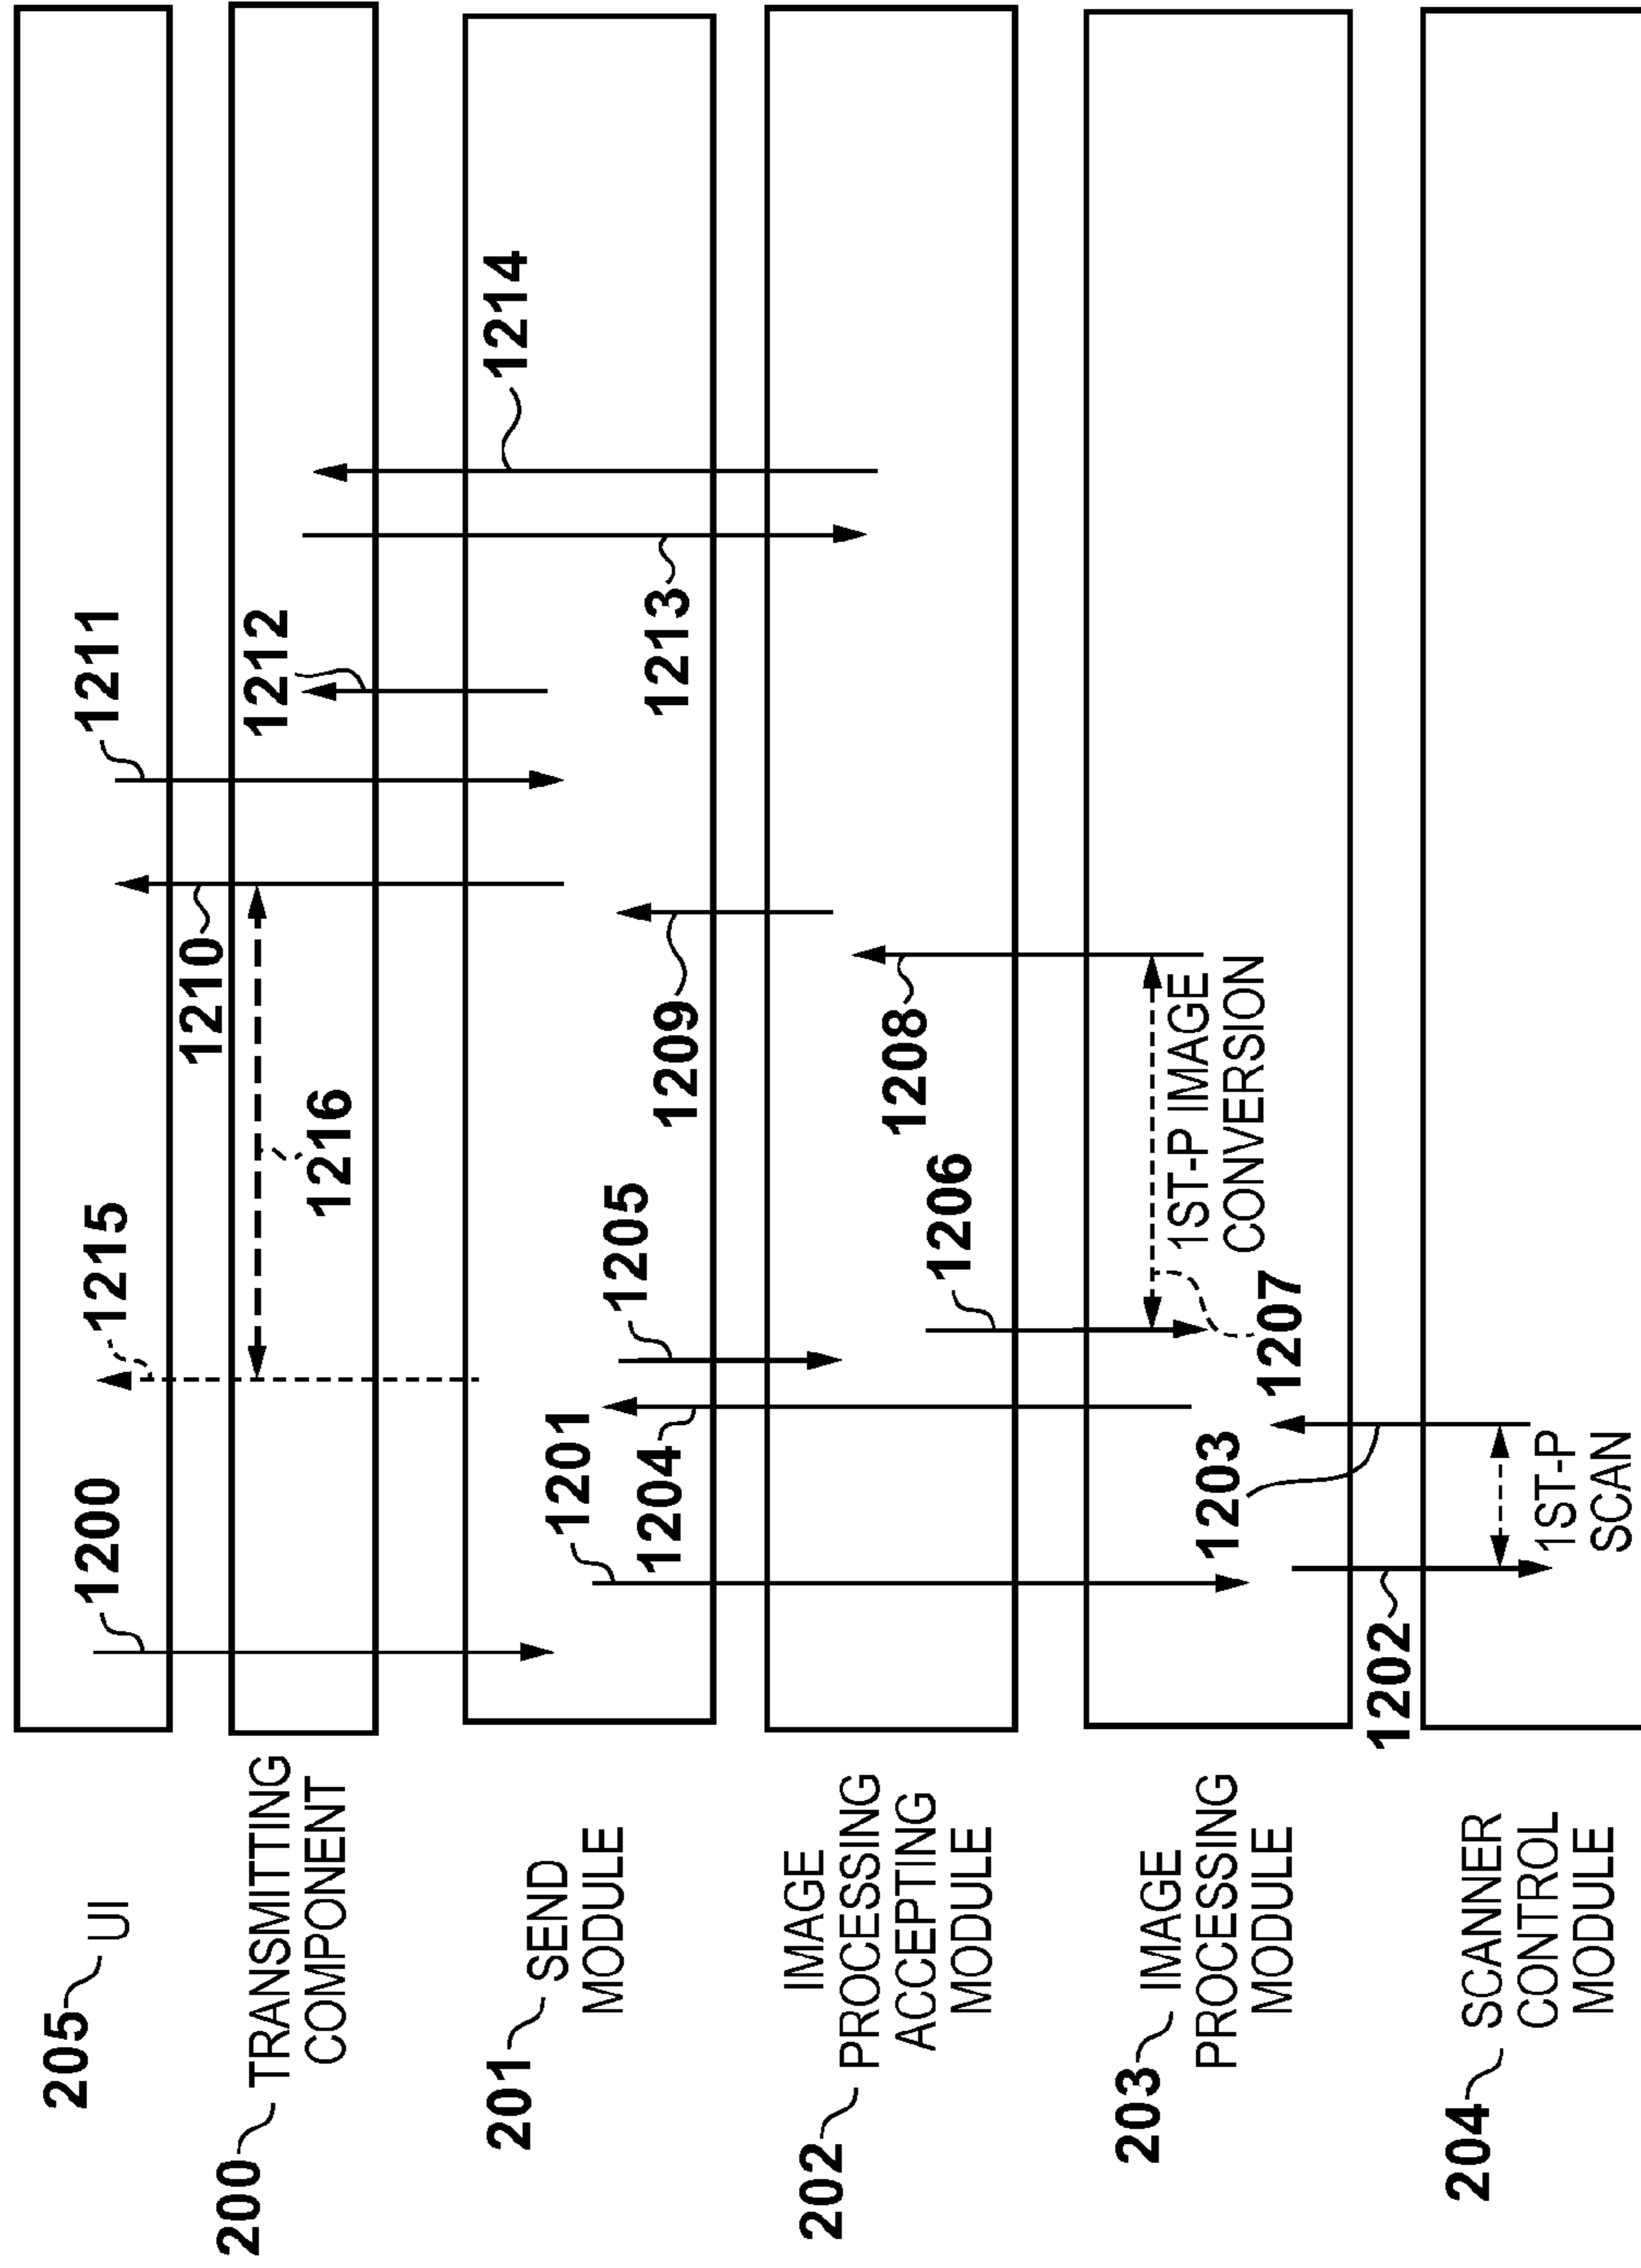 205 UI
200 TRANSMITTING
COMPONENT
201 SEND
MODULE
IMAGE
202 PROCESSING
ACCEPTING
MODULE
203 IMAGE
PROCESSING
MODULE
204 SCANNER
CONTROL
MODULE
1200
1215
1211
1210
1216
1212
1201
1204
1205
1209
1213
1214
1206
1208
1203
1207
1ST-P IMAGE
CONVERSION
1202
1ST-P
SCAN